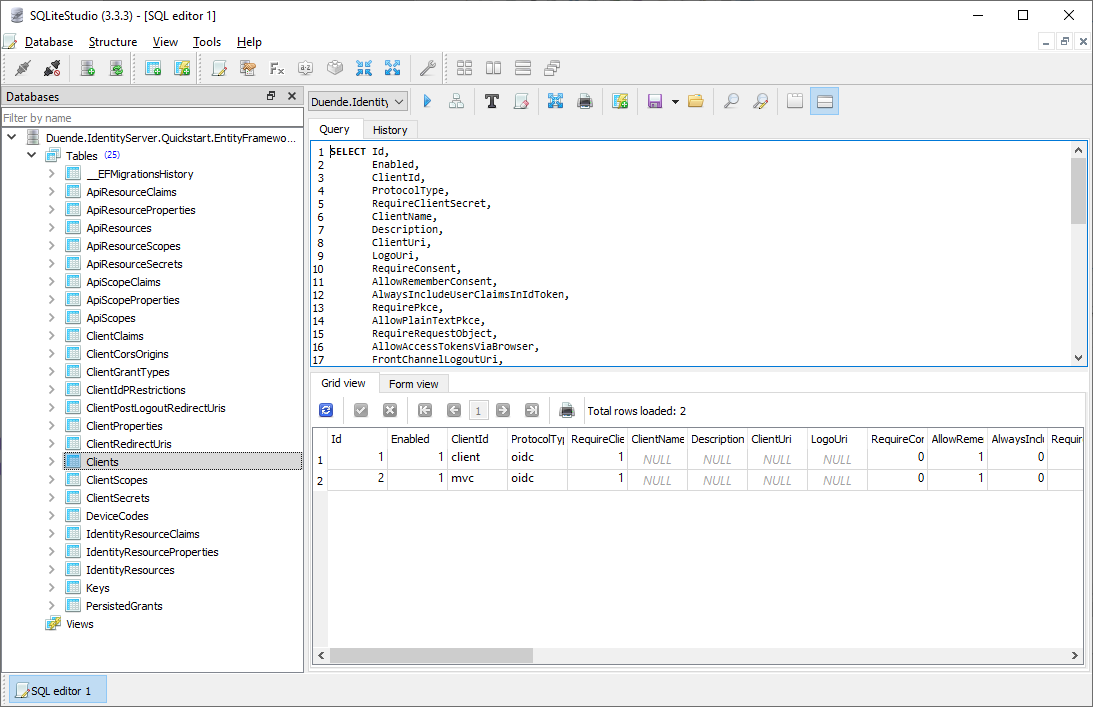 SQLiteStudio (3.3.3) - [SQL editor 1]
Database Structure View Tools Help
Databases
Filter by name
Duende.IdentityServer.Quickstart.EntityFramewo...
Tables (25)
__EFMigrationsHistory
ApiResourceClaims
ApiResourceProperties
ApiResources
ApiResourceScopes
ApiResourceSecrets
ApiScopeClaims
ApiScopeProperties
ApiScopes
ClientClaims
ClientCorsOrigins
ClientGrantTypes
ClientIdPRestrictions
ClientPostLogoutRedirectUris
ClientProperties
ClientRedirectUris
Clients
ClientScopes
ClientSecrets
DeviceCodes
IdentityResourceClaims
IdentityResourceProperties
IdentityResources
Keys
PersistedGrants
Views
Duende.Identity
Query History
1 SELECT Id,
2 Enabled,
3 ClientId,
4 ProtocolType,
5 RequireClientSecret,
6 ClientName,
7 Description,
8 ClientUri,
9 LogoUri,
10 RequireConsent,
11 AllowRememberConsent,
12 AlwaysIncludeUserClaimsInIdToken,
13 RequirePkce,
14 AllowPlainTextPkce,
15 RequireRequestObject,
16 AllowAccessTokensViaBrowser,
17 FrontChannelLogoutUri,
Grid view Form view
1 Total rows loaded: 2
Id Enabled ClientId ProtocolTyp RequireClie ClientName Description ClientUri LogoUri RequireCor AllowReme AlwaysInclu Requir
1 1 1 client oidc 1 NULL NULL NULL NULL 0 1 0
2 2 1 mvc oidc 1 NULL NULL NULL NULL 0 1 0
SQL editor 1